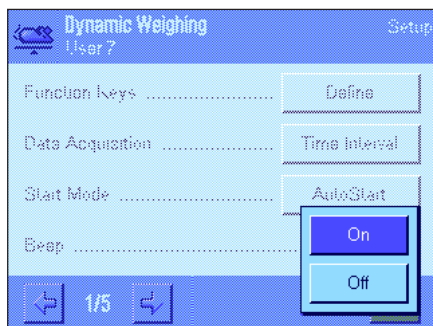 Dynamic Weighing Setup
User 7
Function Keys ........................ Define
Data Acquisition ..................... Time Interval
Start Mode ........................... AutoStart
Beep ................................. On
Off
1/5